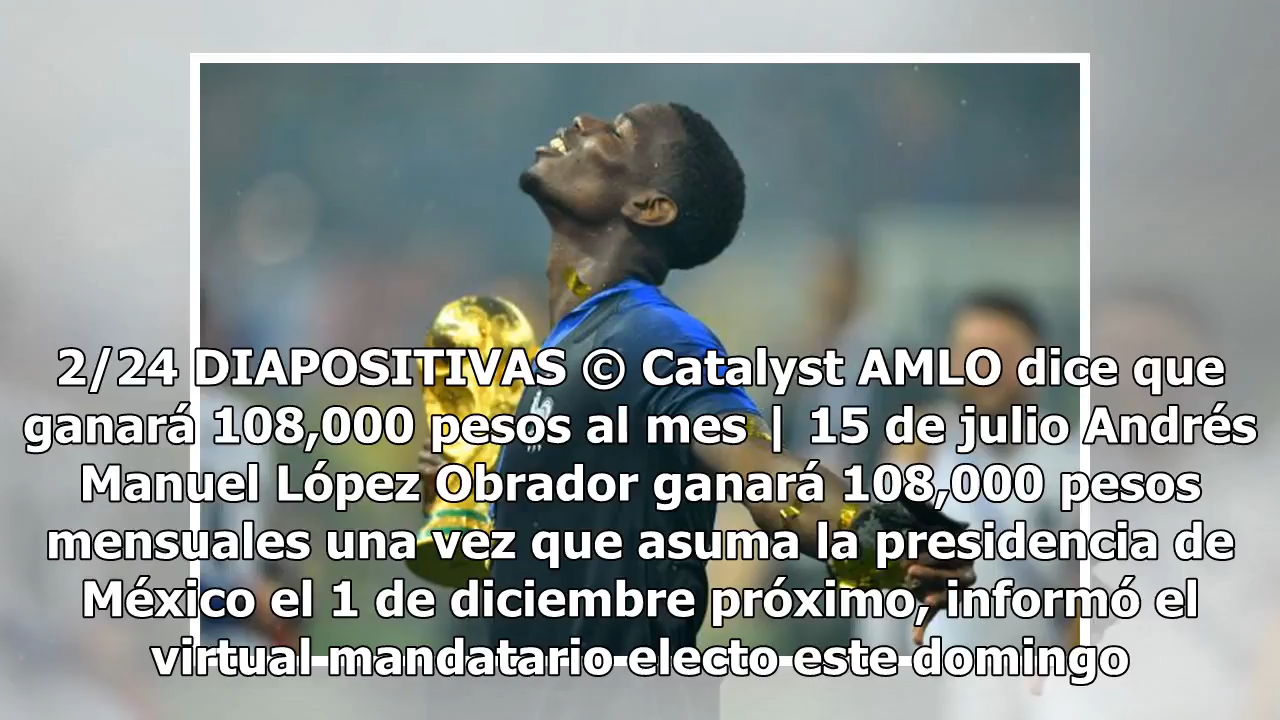 2/24 DIAPOSITIVAS © Catalyst AMLO dice que
ganará 108,000 pesos al mes | 15 de julio Andrés
Manuel López Obrador ganará 108,000 pesos
mensuales una vez que asuma la presidencia de
México el 1 de diciembre próximo, informó el
virtual mandatario electo este domingo